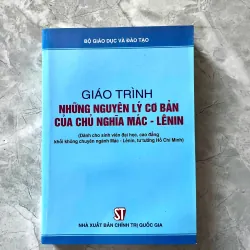 BỘ GIÁO DỤC VÀ ĐÀO TẠO
GIÁO TRÌNH
NHỮNG NGUYÊN LÝ CƠ BẢN
CỦA CHỦ NGHĨA MÁC - LÊNIN
(Dành cho sinh viên đại học, cao đẳng
khối không chuyên ngành Mác - Lênin, tư tưởng Hồ Chí Minh)
ST
NHÀ XUẤT BẢN CHÍNH TRỊ QUỐC GIA